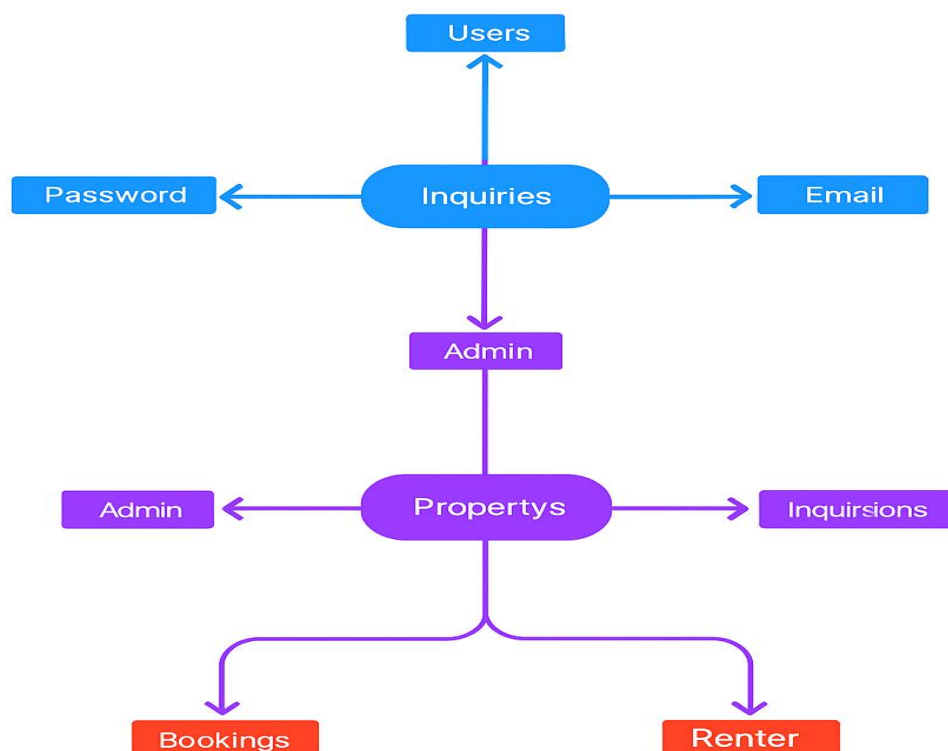 Users
Password
Inquiries
Email
Admin
Admin
Propertys
Inquirsions
Bookings
Renter